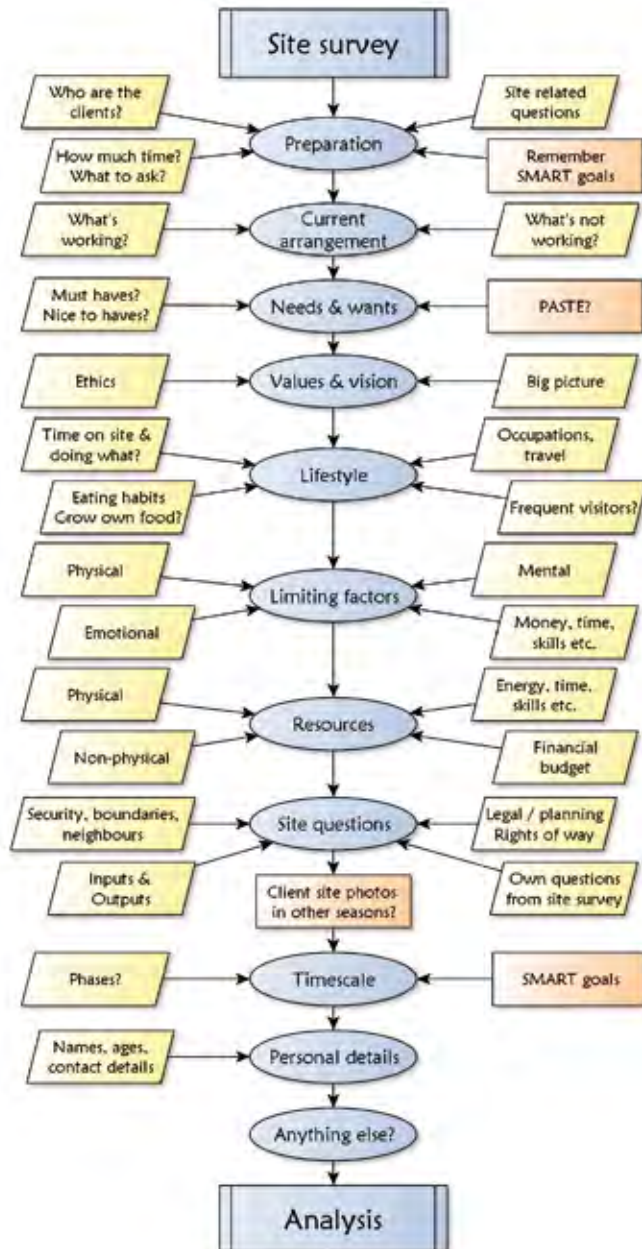 Site survey
Who are the
clients?
Site related
questions
Preparation
How much time?
What to ask?
Remember
SMART goals
What's
working?
Current
arrangement
What's not
working?
Must haves?
Nice to haves?
Needs & wants
PASTE?
Ethics
Values & vision
Big picture
Time on site &
doing what?
Occupations,
travel
Lifestyle
Eating habits
Grow own food?
Frequent visitors?
Physical
Mental
Limiting factors
Emotional
Money, time,
skills etc.
Physical
Energy, time,
skills etc.
Resources
Non-physical
Financial
budget
Security, boundaries,
neighbours
Site questions
Legal / planning
Rights of way
Inputs &
Outputs
Client site photos
in other seasons?
Own questions
from site survey
Phases?
Timescale
SMART goals
Names, ages,
contact details
Personal details
Anything else?
Analysis